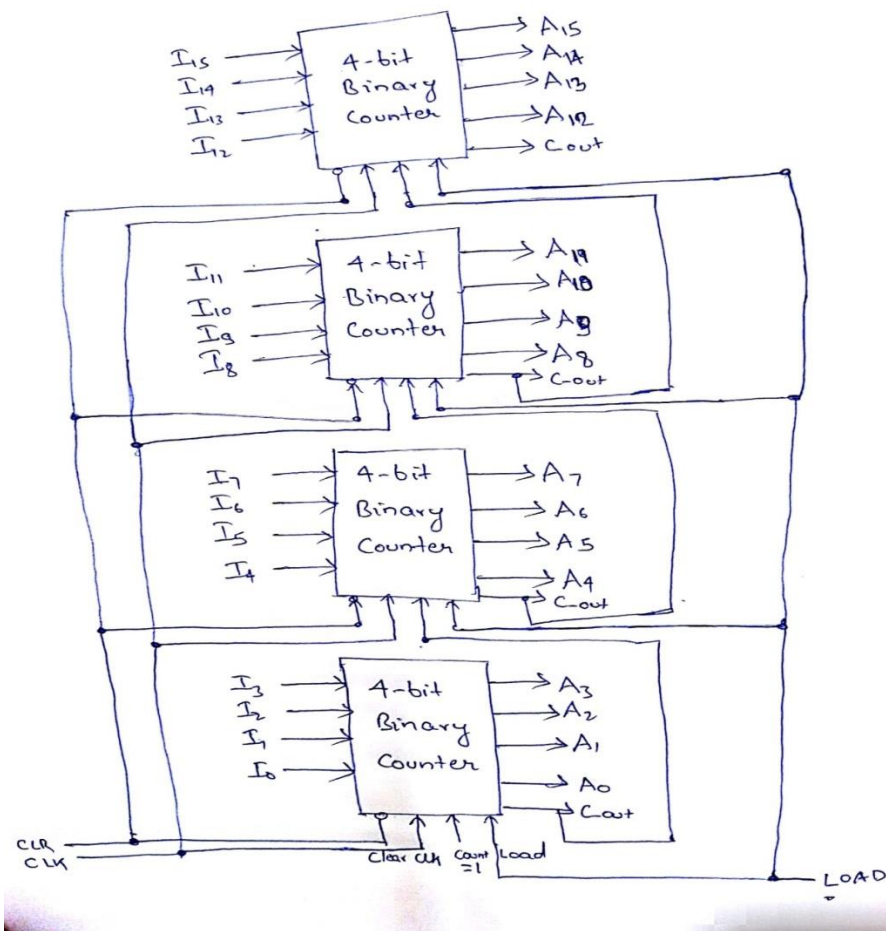 I15
I14
I13
I12
4-bit
Binary
Counter
A15
A14
A13
A12
Cout
I11
I10
I9
I8
4-bit
Binary
Counter
A11
A10
A9
A8
C-out
I7
I6
I5
I4
4-bit
Binary
Counter
A7
A6
A5
A4
C-out
I3
I2
I1
I0
4-bit
Binary
Counter
A3
A2
A1
A0
Cout
CLR
CLK
Clear Clk Count =1 Load
LOAD